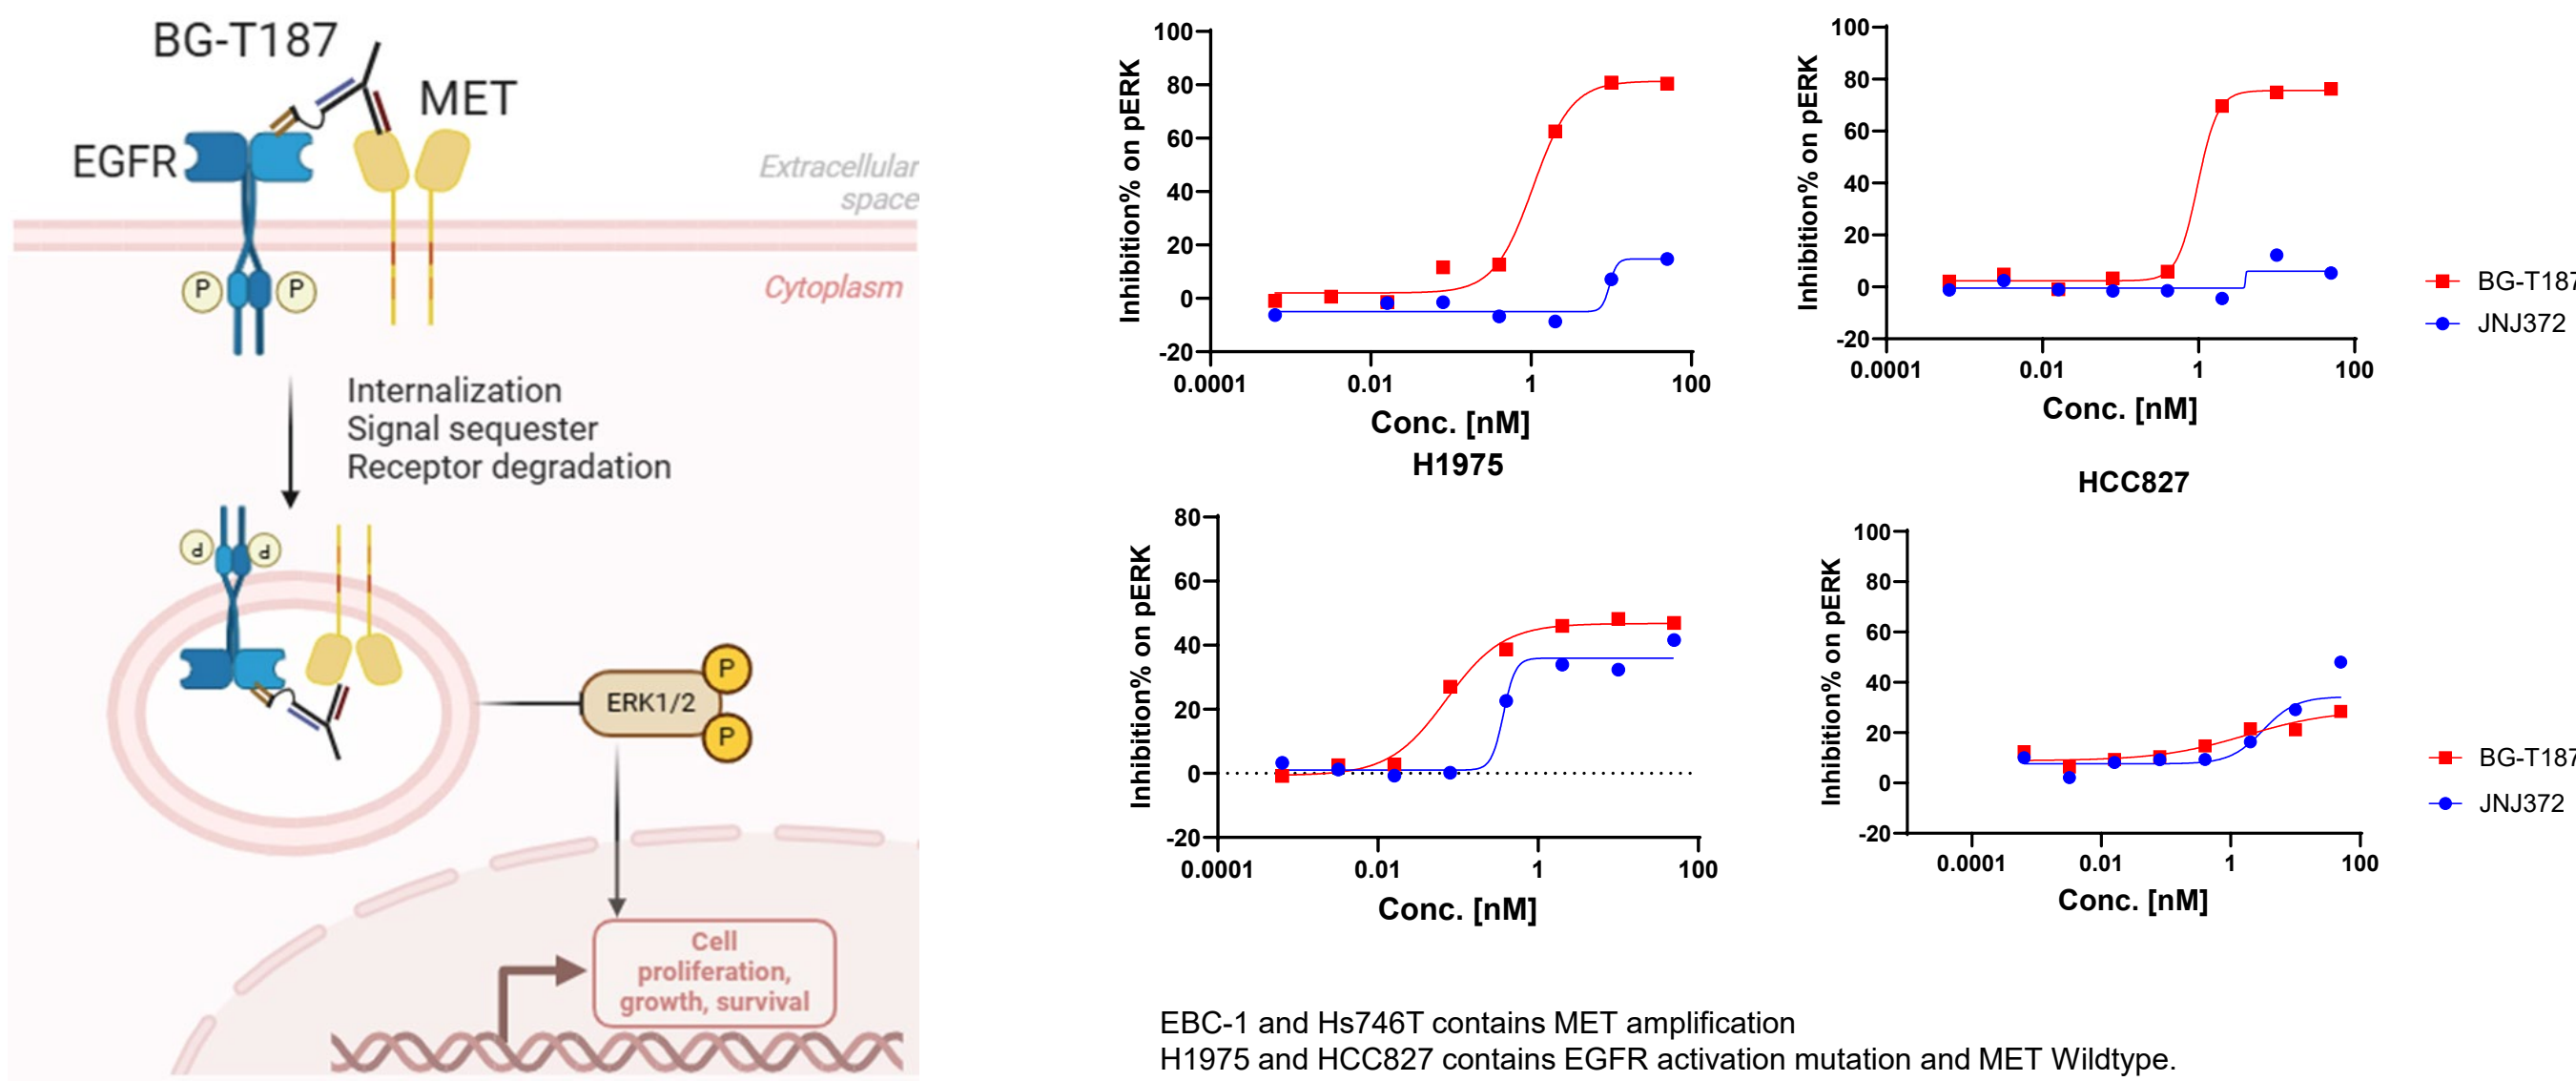 BG-T187
MET
EGFR
Extracellular
space
P
P
Cytoplasm
Internalization
Signal sequester
Receptor degradation
P
P
ERK1/2
P
P
Cell
proliferation,
growth, survival
Inhibition% on pERK
100
80
60
40
20
0
-20
0.0001 0.01 1 100
Conc. [nM]
H1975
Inhibition% on pERK
100
80
60
40
20
0
-20
0.0001 0.01 1 100
Conc. [nM]
BG-T187
JNJ372
HCC827
Inhibition% on pERK
80
60
40
20
0
-20
0.0001 0.01 1 100
Conc. [nM]
Inhibition% on pERK
100
80
60
40
20
0
-20
0.0001 0.01 1 100
Conc. [nM]
BG-T187
JNJ372
EBC-1 and Hs746T contains MET amplification
H1975 and HCC827 contains EGFR activation mutation and MET Wildtype.